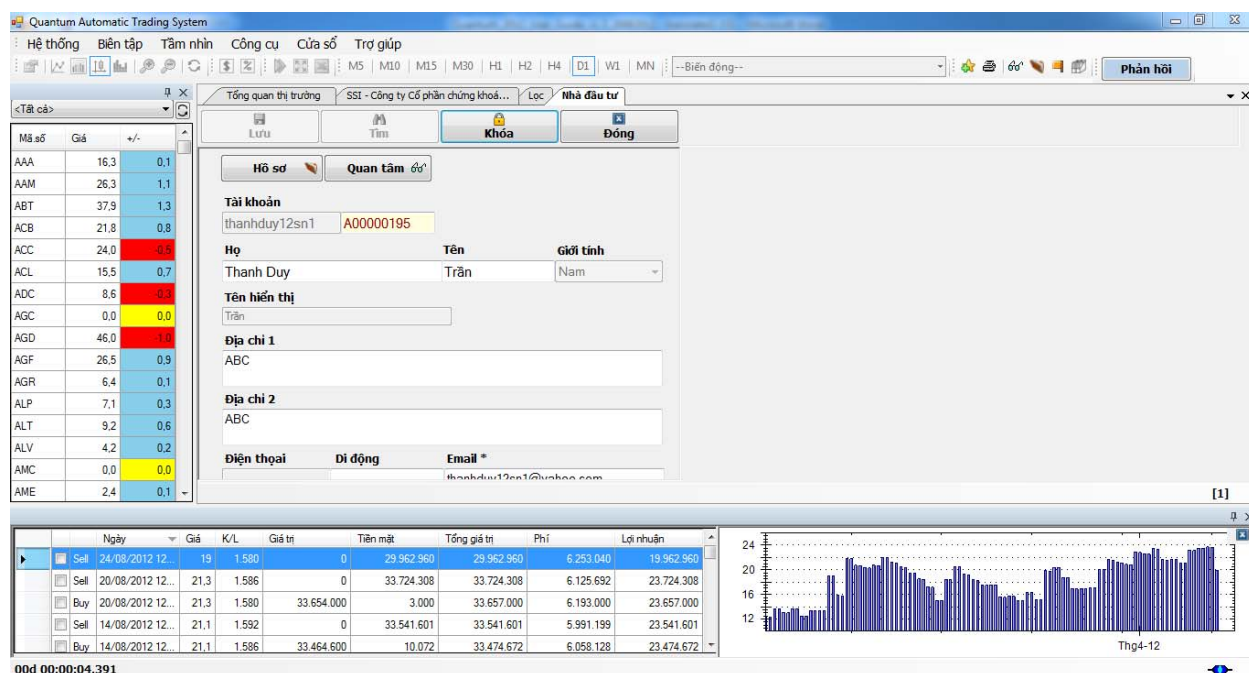 Quantum Automatic Trading System
Hệ thống Biên tập Tầm nhìn Công cụ Cửa sổ Trợ giúp
M5 M10 M15 M30 H1 H2 H4 D1 W1 MN --Biến động-- Phản hồi
<Tất cả>
Tổng quan thị trường SSI - Công ty Cổ phần chứng khoá... Lọc Nhà đầu tư
Lưu Tìm Khóa Đóng
Mã số Giá +/-
AAA 16,3 0,1
AAM 26,3 1,1
ABT 37,9 1,3
ACB 21,8 0,8
ACC 24,0 -0,5
ACL 15,5 0,7
ADC 8,6 -0,3
AGC 0,0 0,0
AGD 46,0 -1,0
AGF 26,5 0,9
AGR 6,4 0,1
ALP 7,1 0,3
ALT 9,2 0,6
ALV 4,2 0,2
AMC 0,0 0,0
AME 2,4 0,1
Hồ sơ Quan tâm
Tài khoản
thanhduy12sn1 A00000195
Họ Tên Giới tính
Thanh Duy Trần Nam
Tên hiển thị
Trần
Địa chỉ 1
ABC
Địa chỉ 2
ABC
Điện thoại Di động Email *
thanhduy12sn1@yahoo.com
[1]
Ngày Giá K/L Giá trị Tiền mặt Tổng giá trị Phí Lợi nhuận
Sell 24/08/2012 12... 19 1.580 0 29.962.960 29.962.960 6.253.040 19.962.960
Sell 20/08/2012 12... 21,3 1.586 0 33.724.308 33.724.308 6.125.692 23.724.308
Buy 20/08/2012 12... 21,3 1.580 33.654.000 3.000 33.657.000 6.193.000 23.657.000
Sell 14/08/2012 12... 21,1 1.592 0 33.541.601 33.541.601 5.991.199 23.541.601
Buy 14/08/2012 12... 21,1 1.586 33.464.600 10.072 33.474.672 6.058.128 23.474.672
24
20
16
12
Thg4-12
00d 00:00:04.391